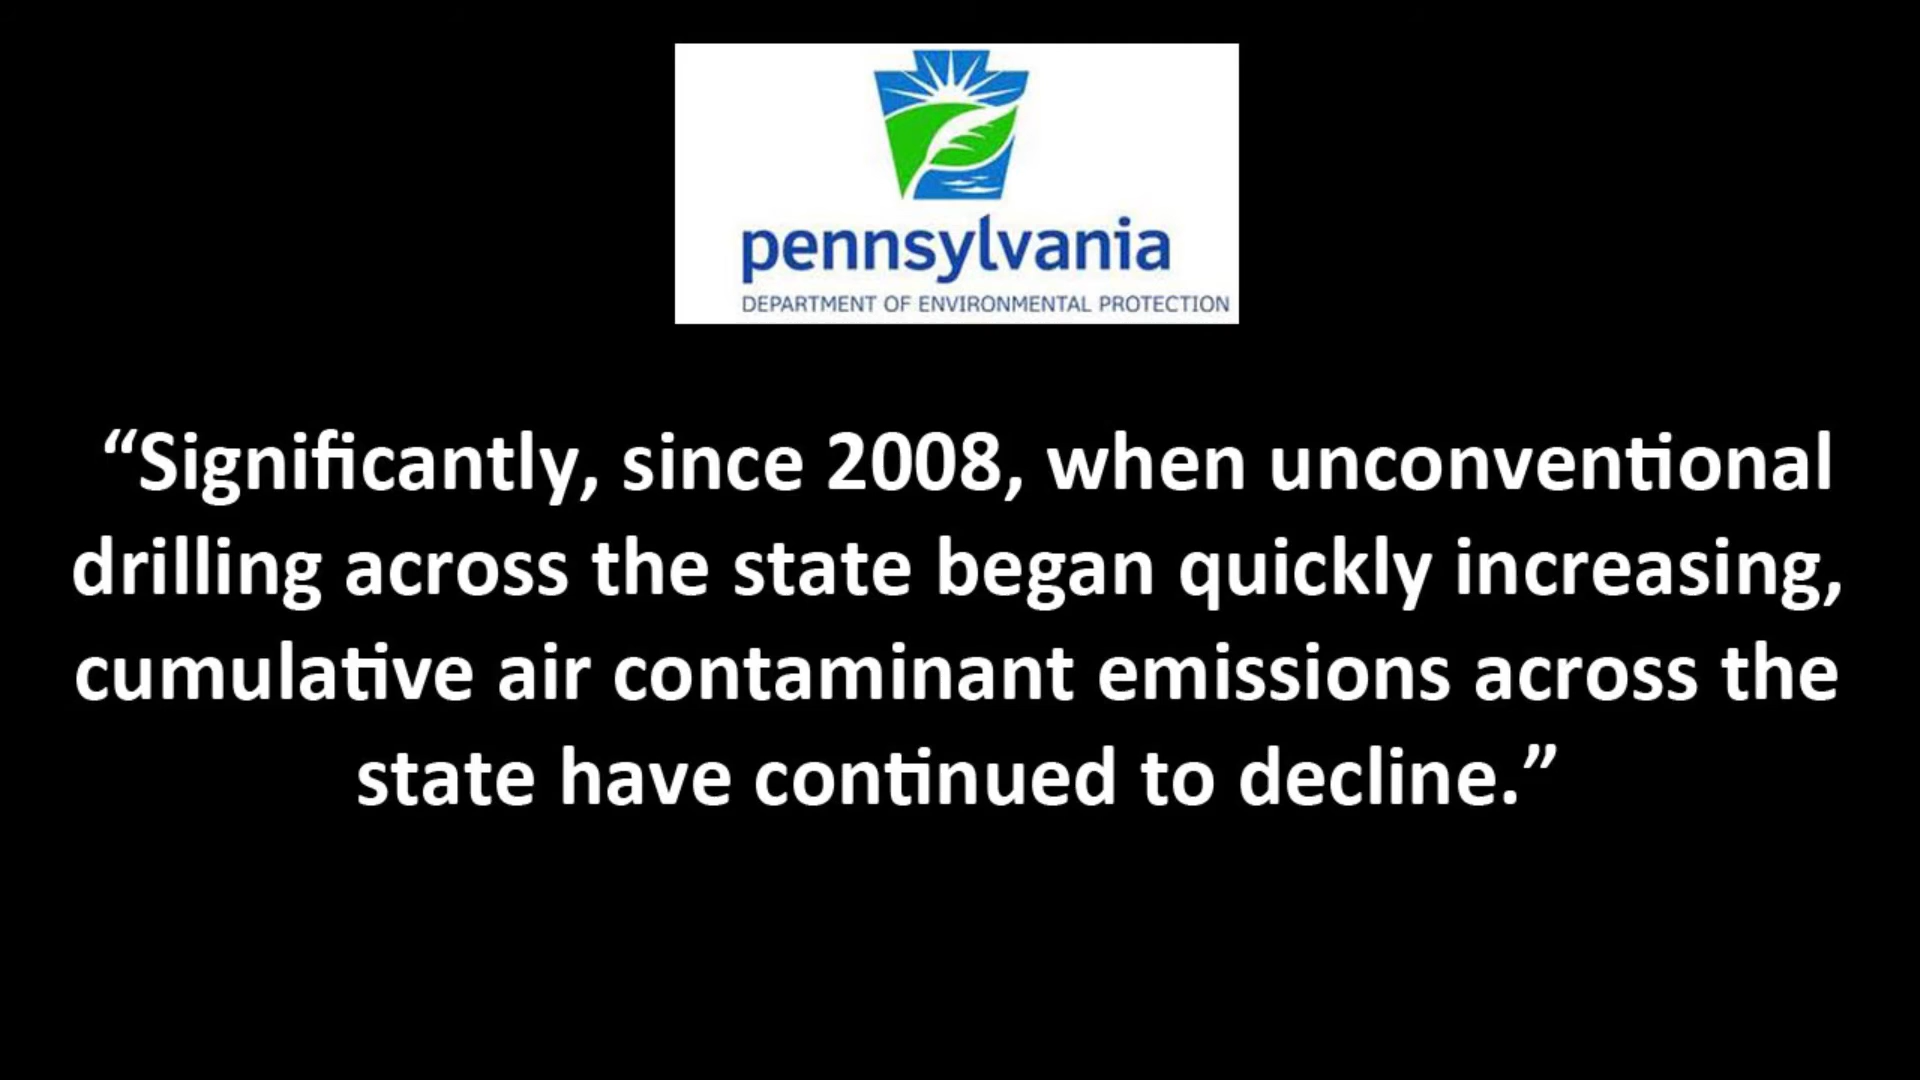 pennsylvania
DEPARTMENT OF ENVIRONMENTAL PROTECTION
“Significantly, since 2008, when unconventional
drilling across the state began quickly increasing,
cumulative air contaminant emissions across the
state have continued to decline.”